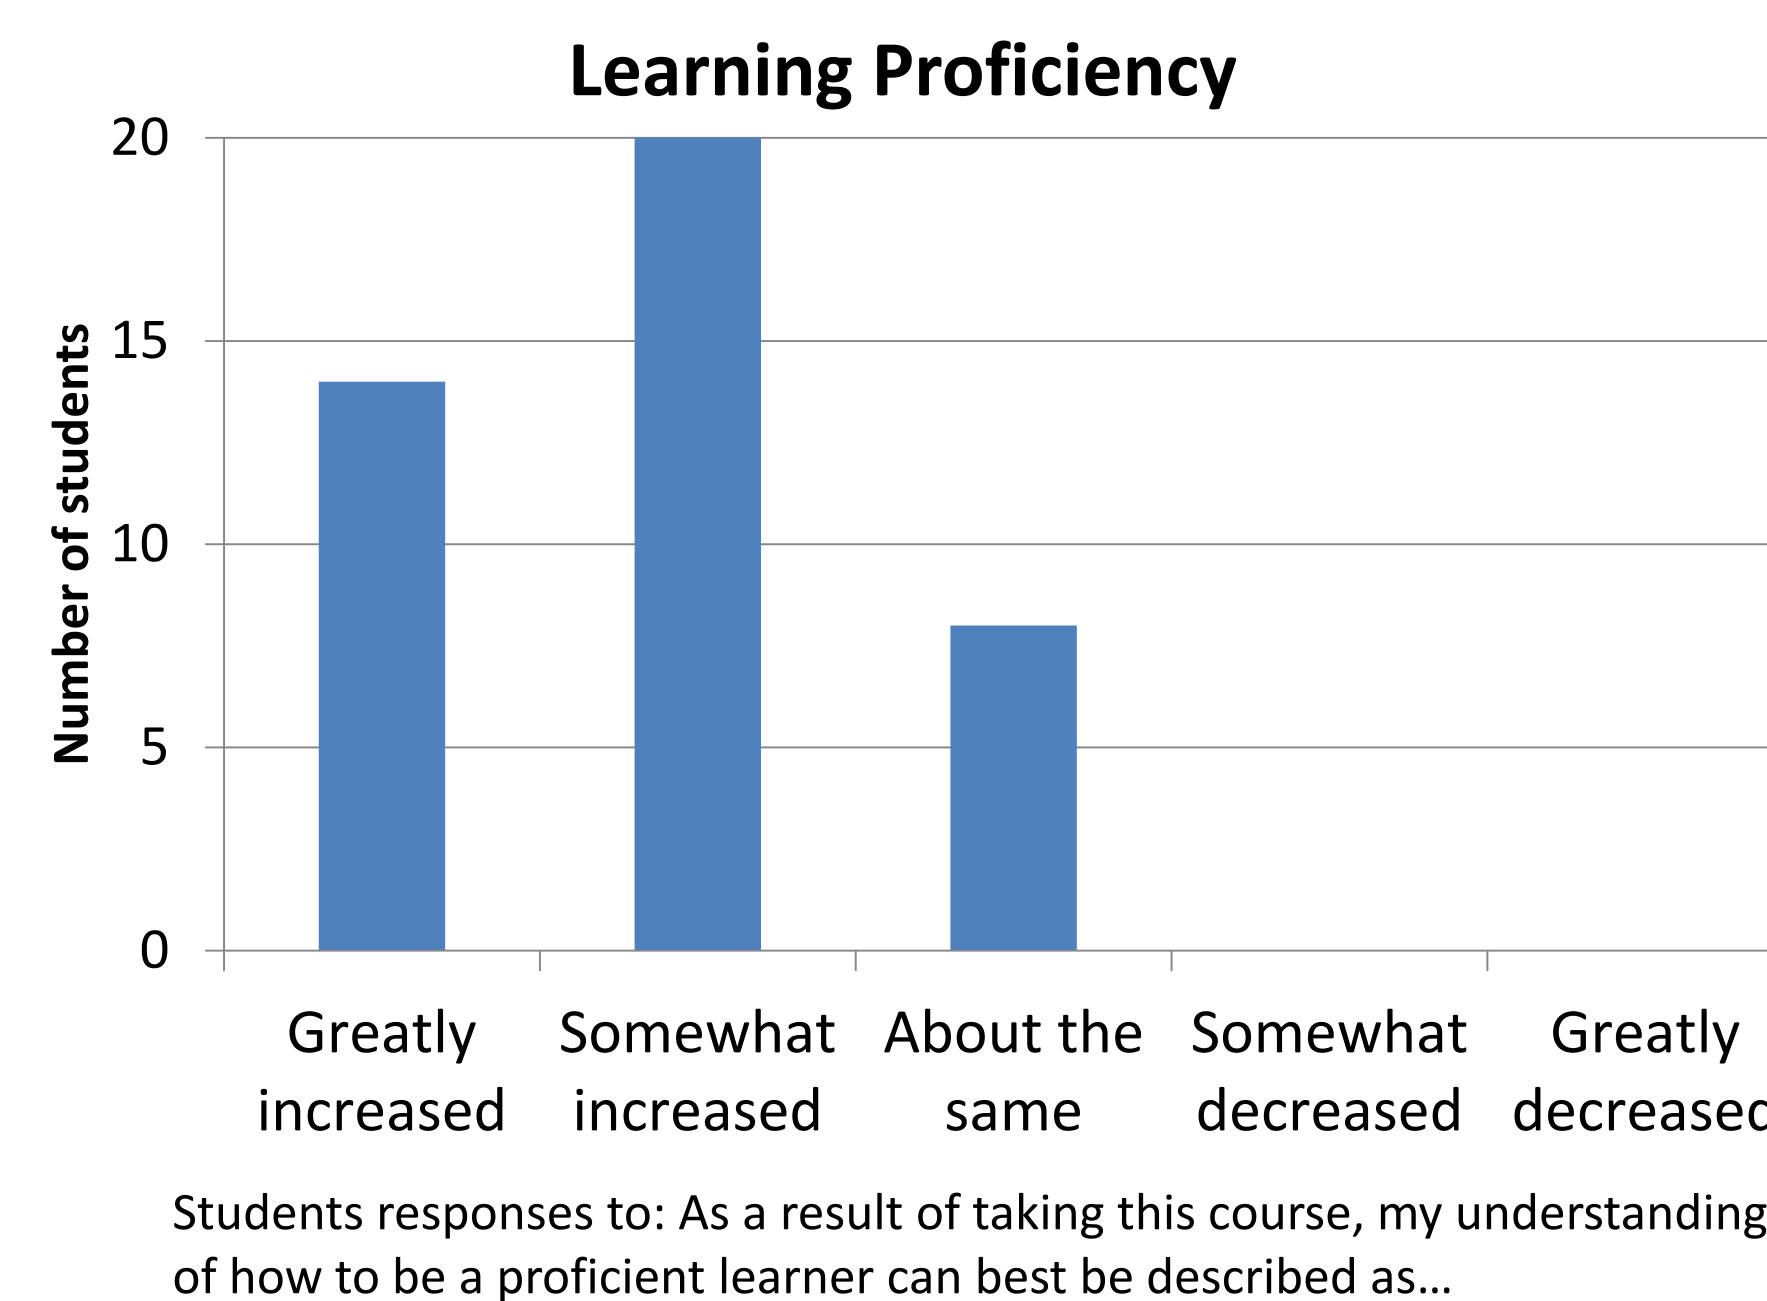 Learning Proficiency
20
15
10
5
0
Number of students
Greatly increased
Somewhat increased
About the same
Somewhat decreased
Greatly decreased
Students responses to: As a result of taking this course, my understanding
of how to be a proficient learner can best be described as…